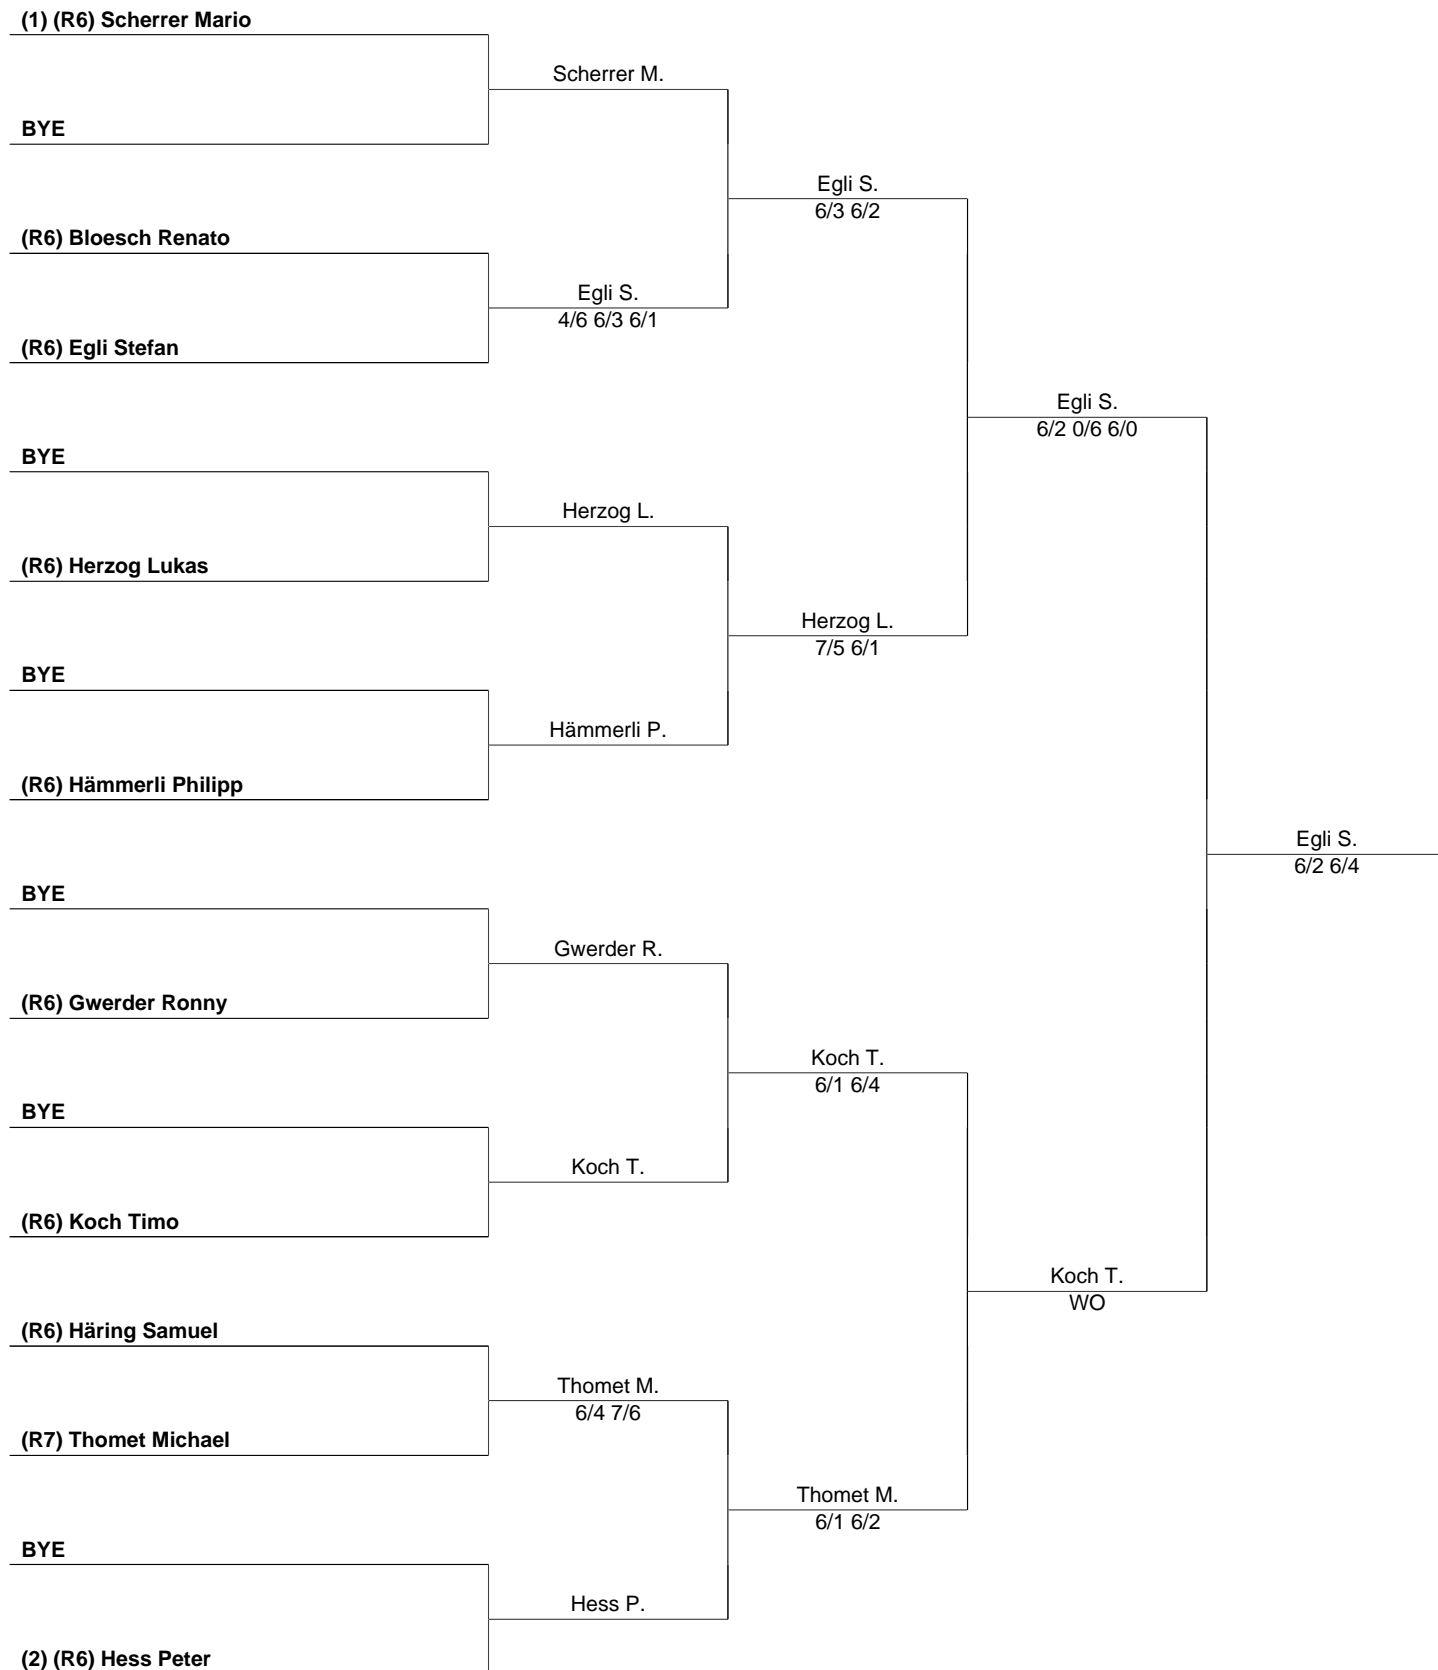 (1) (R6) Scherrer Mario
Scherrer M.
BYE
Egli S.
6/3 6/2
(R6) Bloesch Renato
Egli S.
4/6 6/3 6/1
(R6) Egli Stefan
Egli S.
6/2 0/6 6/0
BYE
Herzog L.
(R6) Herzog Lukas
Herzog L.
7/5 6/1
BYE
Hämmerli P.
(R6) Hämmerli Philipp
Egli S.
6/2 6/4
BYE
Gwerder R.
(R6) Gwerder Ronny
Koch T.
6/1 6/4
BYE
Koch T.
(R6) Koch Timo
Koch T.
WO
(R6) Häring Samuel
Thomet M.
6/4 7/6
(R7) Thomet Michael
Thomet M.
6/1 6/2
BYE
Hess P.
(2) (R6) Hess Peter